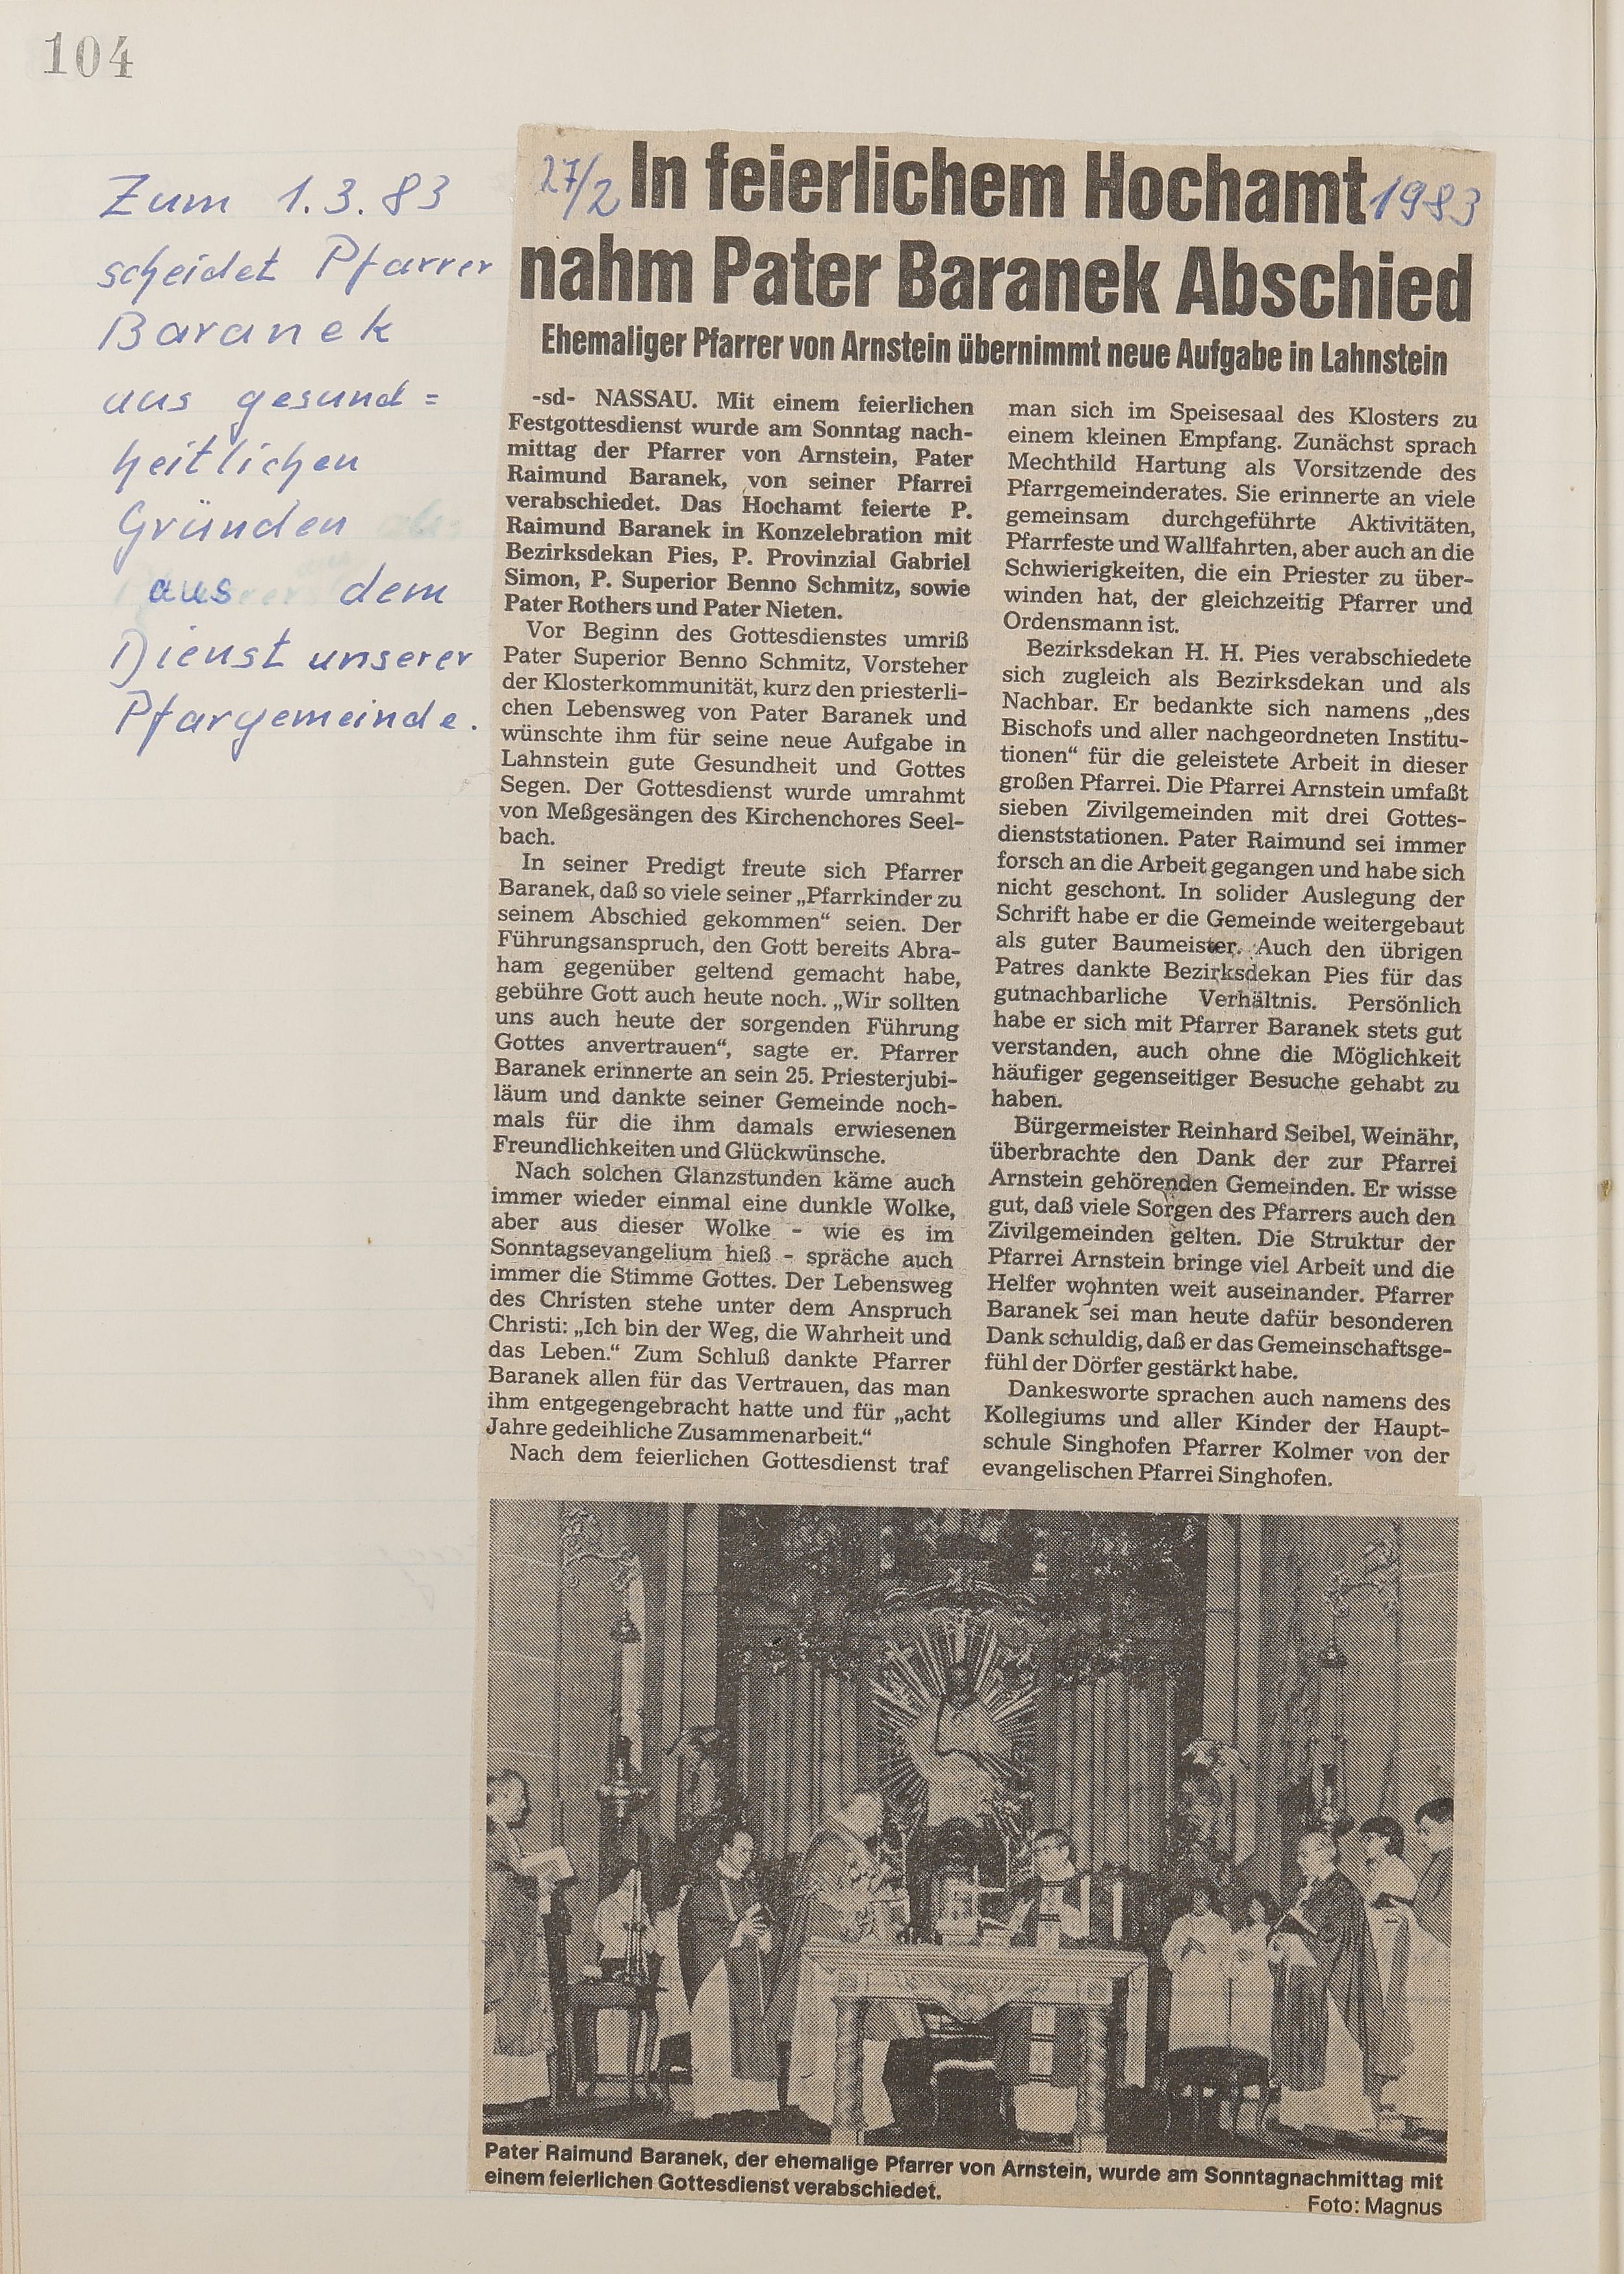 104
Zum 1.3.83
scheidet Pfarrer
Baranek
aus gesund=
heitlichen
Gründen
aus dem
Dienst unserer
Pfargemeinde.
27/2 In feierlichem Hochamt 1983
nahm Pater Baranek Abschied
Ehemaliger Pfarrer von Arnstein übernimmt neue Aufgabe in Lahnstein
-sd- NASSAU. Mit einem feierlichen
Festgottesdienst wurde am Sonntag nach-
mittag der Pfarrer von Arnstein, Pater
Raimund Baranek, von seiner Pfarrei
verabschiedet. Das Hochamt feierte P.
Raimund Baranek in Konzelebration mit
Bezirksdekan Pies, P. Provinzial Gabriel
Simon, P. Superior Benno Schmitz, sowie
Pater Rothers und Pater Nieten.
Vor Beginn des Gottesdienstes umriß
Pater Superior Benno Schmitz, Vorsteher
der Klosterkommunität, kurz den priesterli-
chen Lebensweg von Pater Baranek und
wünschte ihm für seine neue Aufgabe in
Lahnstein gute Gesundheit und Gottes
Segen. Der Gottesdienst wurde umrahmt
von Meßgesängen des Kirchenchores Seel-
bach.
In seiner Predigt freute sich Pfarrer
Baranek, daß so viele seiner „Pfarrkinder zu
seinem Abschied gekommen“ seien. Der
Führungsanspruch, den Gott bereits Abra-
ham gegenüber geltend gemacht habe,
gebühre Gott auch heute noch. „Wir sollten
uns auch heute der sorgenden Führung
Gottes anvertrauen“, sagte er. Pfarrer
Baranek erinnerte an sein 25. Priesterjubi-
läum und dankte seiner Gemeinde noch-
mals für die ihm damals erwiesenen
Freundlichkeiten und Glückwünsche.
Nach solchen Glanzstunden käme auch
immer wieder einmal eine dunkle Wolke,
aber aus dieser Wolke – wie es im
Sonntagsevangelium hieß – spräche auch
immer die Stimme Gottes. Der Lebensweg
des Christen stehe unter dem Anspruch
Christi: „Ich bin der Weg, die Wahrheit und
das Leben.“ Zum Schluß dankte Pfarrer
Baranek allen für das Vertrauen, das man
ihm entgegengebracht hatte und für „acht
Jahre gedeihliche Zusammenarbeit.“
Nach dem feierlichen Gottesdienst traf
man sich im Speisesaal des Klosters zu
einem kleinen Empfang. Zunächst sprach
Mechthild Hartung als Vorsitzende des
Pfarrgemeinderates. Sie erinnerte an viele
gemeinsam durchgeführte Aktivitäten,
Pfarrfeste und Wallfahrten, aber auch an die
Schwierigkeiten, die ein Priester zu über-
winden hat, der gleichzeitig Pfarrer und
Ordensmann ist.
Bezirksdekan H. H. Pies verabschiedete
sich zugleich als Bezirksdekan und als
Nachbar. Er bedankte sich namens „des
Bischofs und aller nachgeordneten Institu-
tionen“ für die geleistete Arbeit in dieser
großen Pfarrei. Die Pfarrei Arnstein umfaßt
sieben Zivilgemeinden mit drei Gottes-
dienststationen. Pater Raimund sei immer
forsch an die Arbeit gegangen und habe sich
nicht geschont. In solider Auslegung der
Schrift habe er die Gemeinde weitergebaut
als guter Baumeister. Auch den übrigen
Patres dankte Bezirksdekan Pies für das
gutnachbarliche Verhältnis. Persönlich
habe er sich mit Pfarrer Baranek stets gut
verstanden, auch ohne die Möglichkeit
häufiger gegenseitiger Besuche gehabt zu
haben.
Bürgermeister Reinhard Seibel, Weinähr,
überbrachte den Dank der zur Pfarrei
Arnstein gehörenden Gemeinden. Er wisse
gut, daß viele Sorgen des Pfarrers auch den
Zivilgemeinden gelten. Die Struktur der
Pfarrei Arnstein bringe viel Arbeit und die
Helfer wohnten weit auseinander. Pfarrer
Baranek sei man heute dafür besonderen
Dank schuldig, daß er das Gemeinschaftsge-
fühl der Dörfer gestärkt habe.
Dankesworte sprachen auch namens des
Kollegiums und aller Kinder der Haupt-
schule Singhofen Pfarrer Kolmer von der
evangelischen Pfarrei Singhofen.
Pater Raimund Baranek, der ehemalige Pfarrer von Arnstein, wurde am Sonntagnachmittag mit
einem feierlichen Gottesdienst verabschiedet.
Foto: Magnus